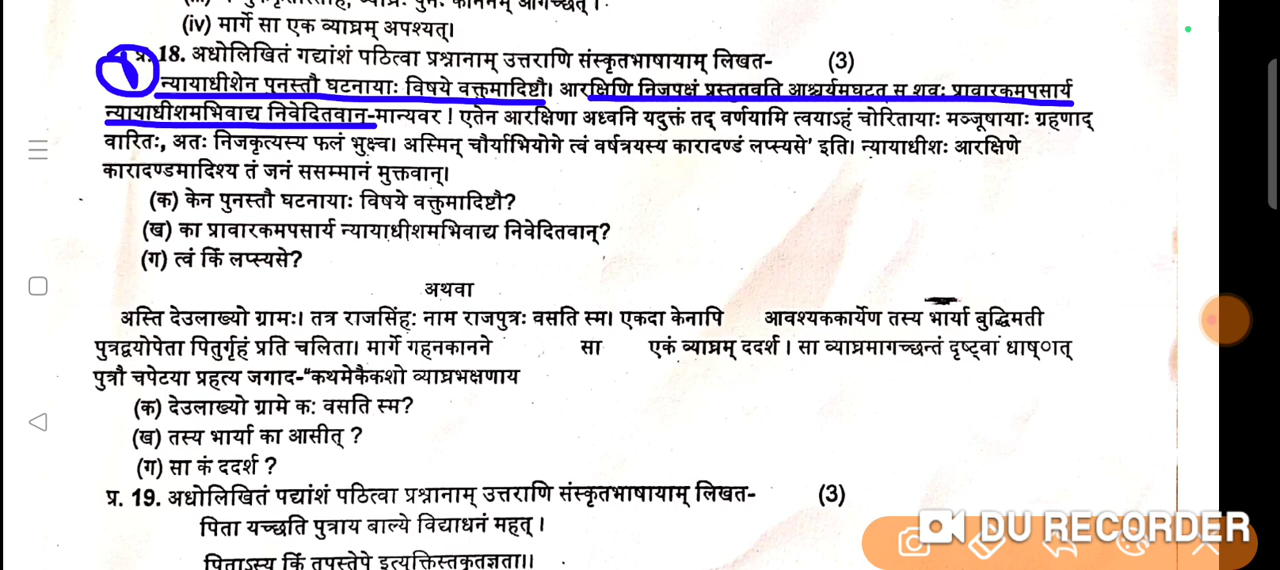 (iv) मार्गे सा एक व्याघ्रम् अपश्यत्।
प्र. 18. अधोलिखितं गद्यांशं पठित्वा प्रश्नानाम् उत्तराणि संस्कृतभाषायाम् लिखत- (3)
न्यायाधीशेन पुनस्तौ घटनायाः विषये वक्तुमादिष्टौ। आरक्षिणि निजपक्षं प्रस्तुतवति आश्चर्यमघटत् स शवः प्रावारकमपसार्य
न्यायाधीशमभिवाद्य निवेदितवान्-मान्यवर ! एतेन आरक्षिणा अध्वनि यदुक्तं तद् वर्णयामि त्वयाऽहं चोरितायाः मञ्जूषायाः ग्रहणाद्
वारितः, अतः निजकृत्यस्य फलं भुक्ष्व। अस्मिन् चौर्याभियोगे त्वं वर्षत्रयस्य कारादण्डं लप्स्यसे' इति। न्यायाधीशः आरक्षिणे
कारादण्डमादिश्य तं जनं ससम्मानं मुक्तवान्।
(क) केन पुनस्तौ घटनायाः विषये वक्तुमादिष्टौ?
(ख) का प्रावारकमपसार्य न्यायाधीशमभिवाद्य निवेदितवान्?
(ग) त्वं किं लप्स्यसे?
अथवा
अस्ति देउलाख्यो ग्रामः। तत्र राजसिंह: नाम राजपुत्रः वसति स्म। एकदा केनापि आवश्यककार्येण तस्य भार्या बुद्धिमती
पुत्रद्वयोपेता पितुर्गृहं प्रति चलिता। मार्गे गहनकानने सा एकं व्याघ्रम् ददर्श। सा व्याघ्रमागच्छन्तं दृष्ट्वा
पुत्रौ चपेटया प्रहृत्य जगाद-"कथमेकैकशो व्याघ्रभक्षणाय
(क) देउलाख्यो ग्रामे क: वसति स्म?
(ख) तस्य भार्या का आसीत् ?
(ग) सा कं ददर्श ?
प्र. 19. अधोलिखितं पद्यांशं पठित्वा प्रश्नानाम् उत्तराणि संस्कृतभाषायाम् लिखत- (3)
पिता यच्छति पुत्राय बाल्ये विद्याधनं महत् ।
DU RECORDER
पिताऽस्य किं तपस्तेपे इत्युक्तिस्तत्कृतज्ञता।।